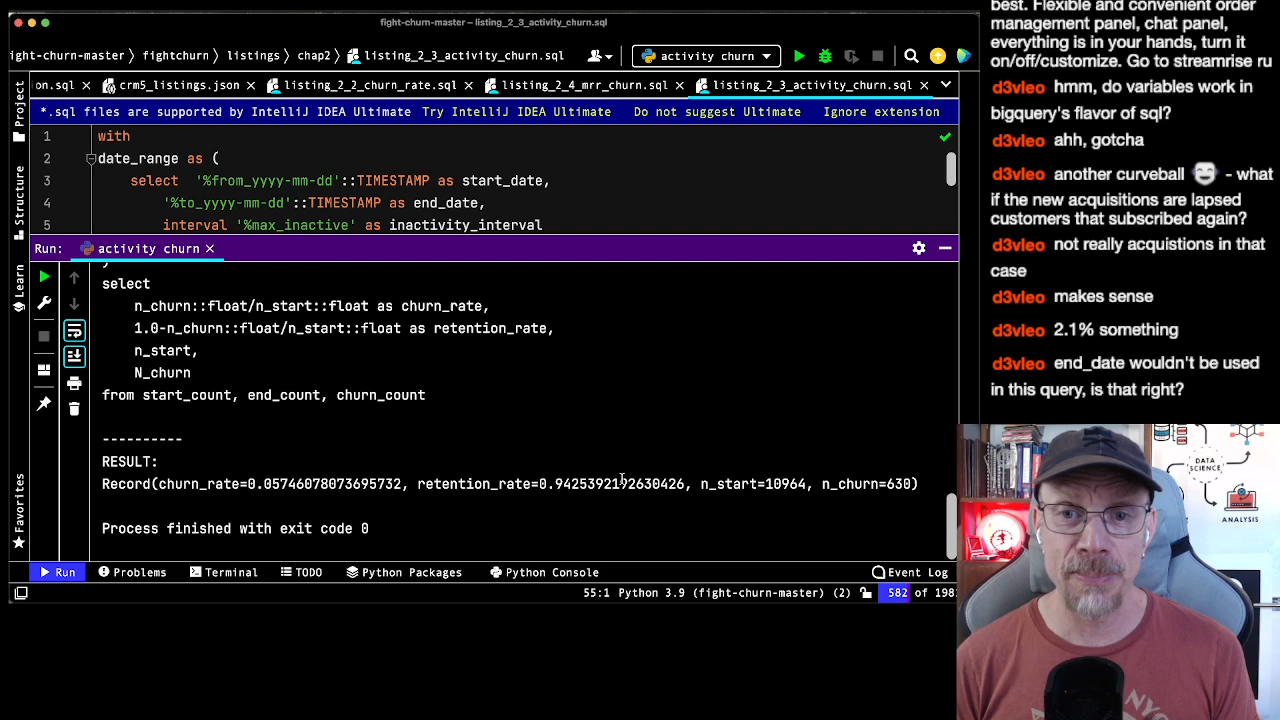 fight-churn-master – listing_2_3_activity_churn.sql
ight-churn-master
fightchurn
listings
chap2
listing_2_3_activity_churn.sql
activity churn
on.sql
crm5_listings.json
listing_2_2_churn_rate.sql
listing_2_4_mrr_churn.sql
listing_2_3_activity_churn.sql
*.sql files are supported by IntelliJ IDEA Ultimate Try IntelliJ IDEA Ultimate Do not suggest Ultimate Ignore extension
Project
Structure
Learn
Favorites
1 with
2 date_range as (
3 select '%from_yyyy-mm-dd'::TIMESTAMP as start_date,
4 '%to_yyyy-mm-dd'::TIMESTAMP as end_date,
5 interval '%max_inactive' as inactivity_interval
Run: activity churn
)
select
n_churn::float/n_start::float as churn_rate,
1.0-n_churn::float/n_start::float as retention_rate,
n_start,
N_churn
from start_count, end_count, churn_count
----------
RESULT:
Record(churn_rate=0.05746078073695732, retention_rate=0.9425392192630426, n_start=10964, n_churn=630)
Process finished with exit code 0
Run Problems Terminal TODO Python Packages Python Console Event Log
55:1 Python 3.9 (fight-churn-master) (2) 582 of 1981
best. Flexible and convenient order
management panel, chat panel,
everything is in your hands, turn it
on/off/customize. Go to streamrise ru
d3vleo hmm, do variables work in
bigquery's flavor of sql?
d3vleo ahh, gotcha
d3vleo another curveball - what
if the new acquisitions are lapsed
customers that subscribed again?
d3vleo not really acquistions in that
case
d3vleo makes sense
d3vleo 2.1% something
d3vleo end_date wouldn't be used
in this query, is that right?
DATA
SCIENCE
ANALYSIS